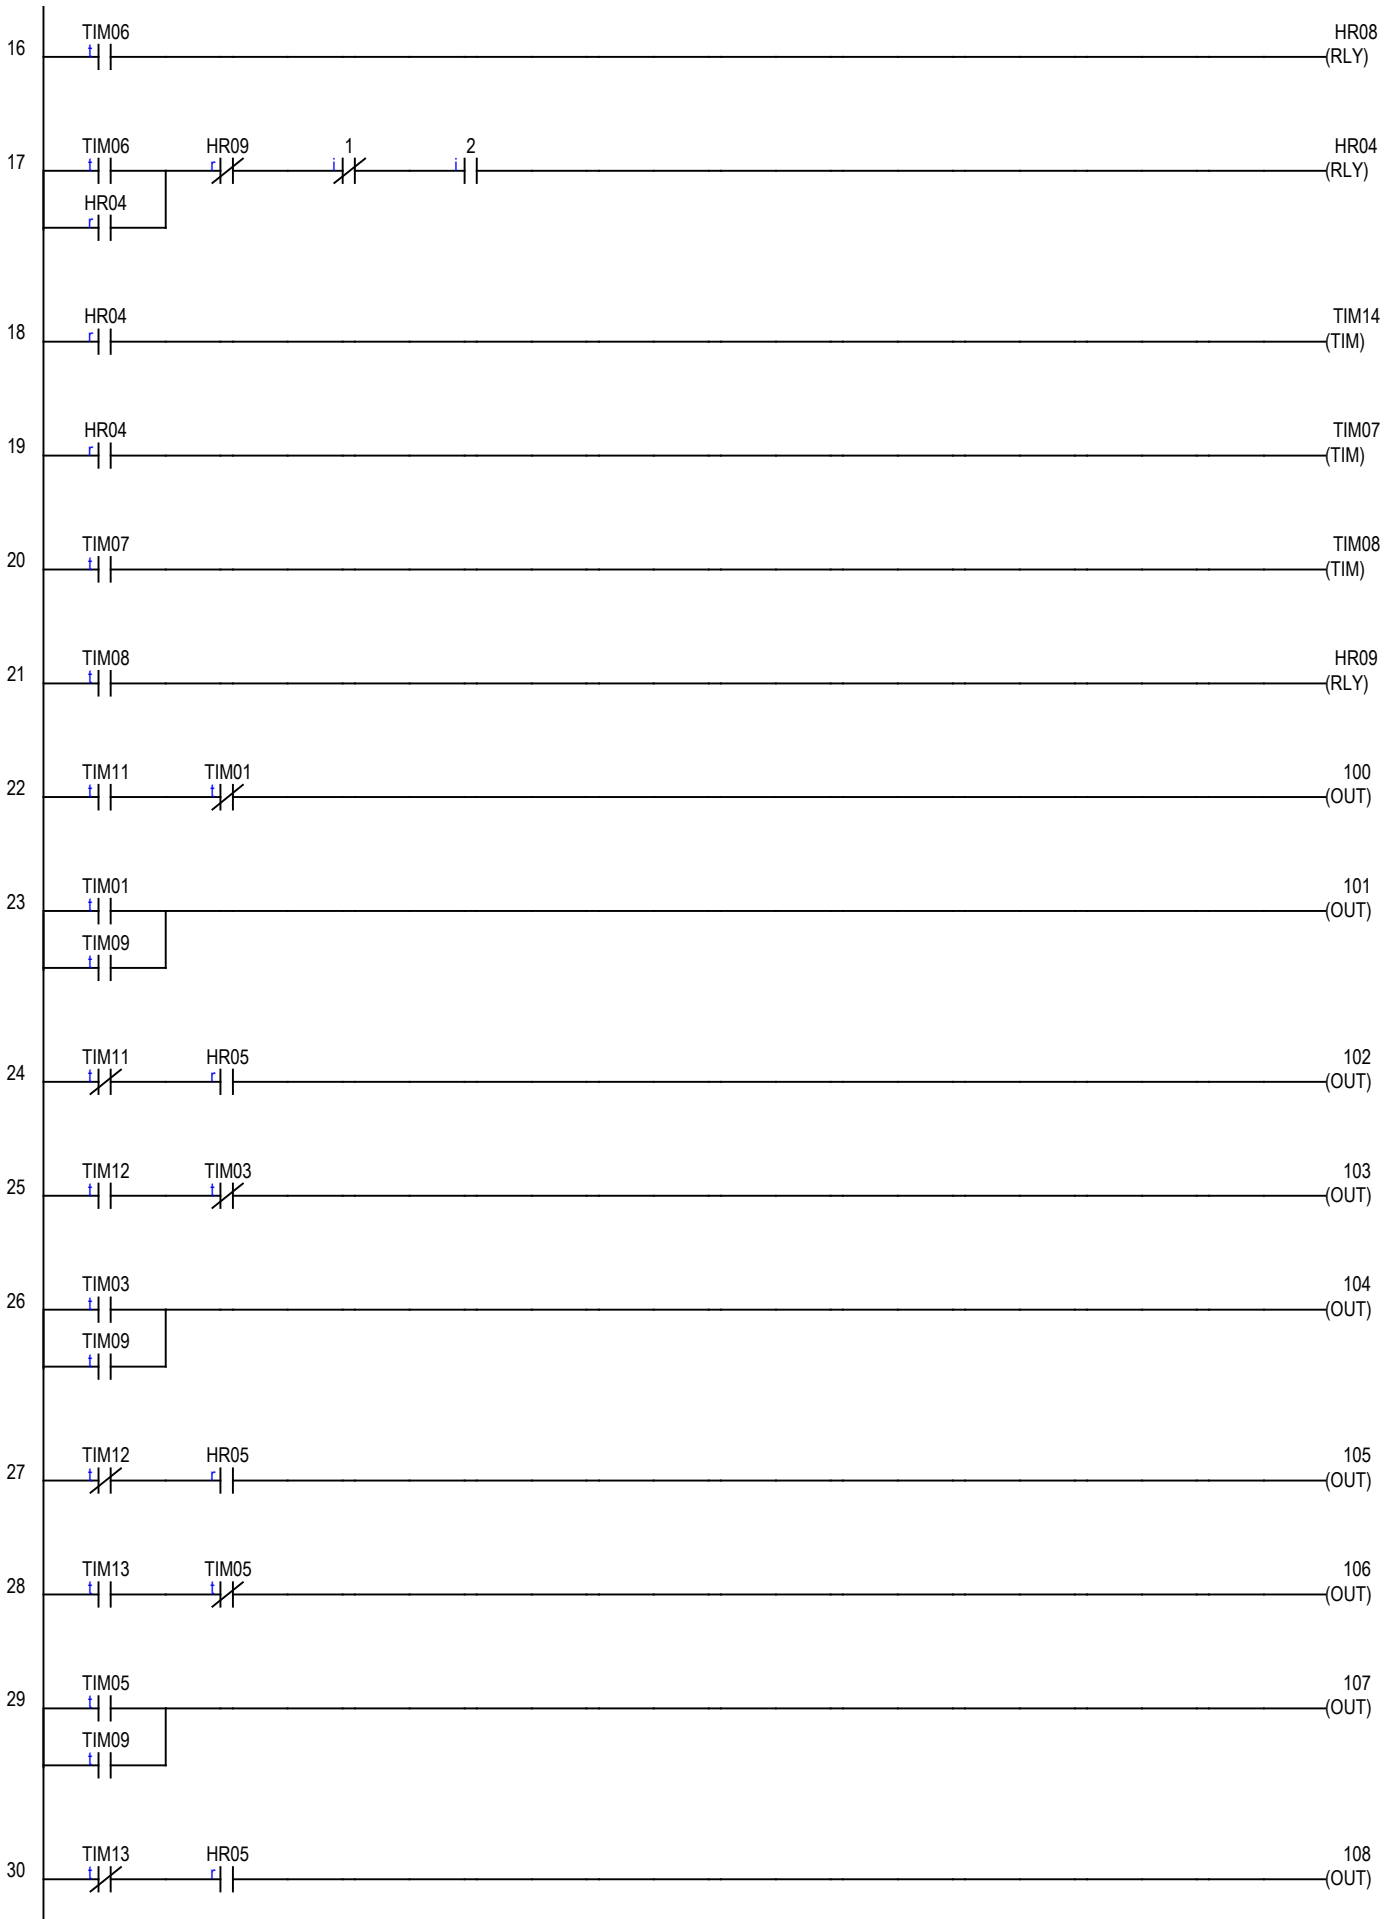 TIM06 HR08
16 t (RLY)
TIM06 HR09 1 2 HR04
17 t r i i (RLY)
HR04
r
HR04 TIM14
18 r (TIM)
HR04 TIM07
19 r (TIM)
TIM07 TIM08
20 t (TIM)
TIM08 HR09
21 t (RLY)
TIM11 TIM01 100
22 t t (OUT)
TIM01 101
23 t (OUT)
TIM09
t
TIM11 HR05 102
24 t r (OUT)
TIM12 TIM03 103
25 t t (OUT)
TIM03 104
26 t (OUT)
TIM09
t
TIM12 HR05 105
27 t r (OUT)
TIM13 TIM05 106
28 t t (OUT)
TIM05 107
29 t (OUT)
TIM09
t
TIM13 HR05 108
30 t r (OUT)